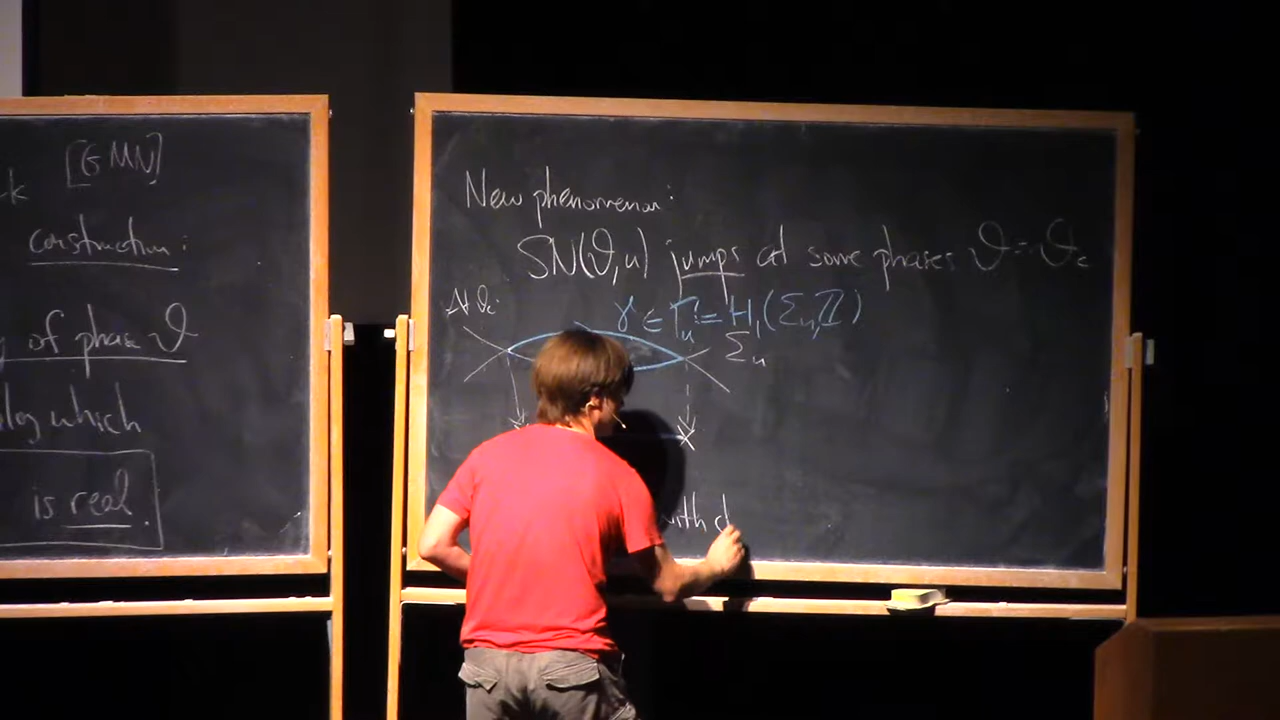 [GMN]
construction:
of phase ϑ
which
is real.
New phenomenon:
SN(ϑ,u) jumps at some phases ϑ=ϑc
At ϑc:
γ ∈ Γu := H1(Σu,ℤ)
Σu
with d